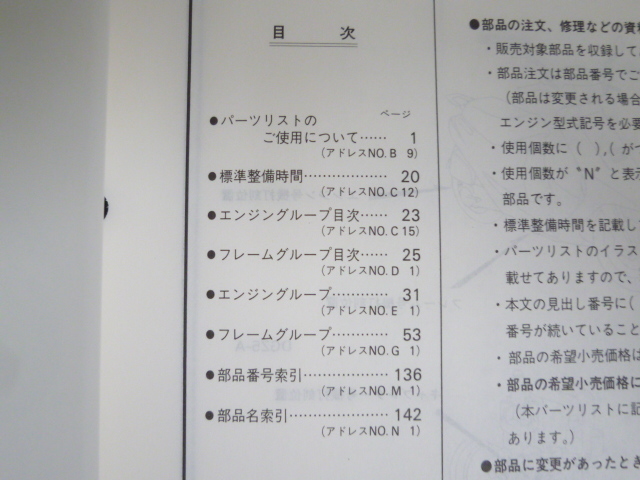 目　次
ページ
●パーツリストの
ご使用について…… 1
(アドレスNO.B 9)
●標準整備時間……………… 20
(アドレスNO.C12)
●エンジングループ目次…… 23
(アドレスNO.C15)
●フレームグループ目次…… 25
(アドレスNO.D 1)
●エンジングループ………… 31
(アドレスNO.E 1)
●フレームグループ………… 53
(アドレスNO.G 1)
●部品番号索引……………… 136
(アドレスNO.M 1)
●部品名索引………………… 142
(アドレスNO.N 1)
●部品の注文、修理などの資
・販売対象部品を収録して
・部品注文は部品番号でご
(部品は変更される場合
エンジン型式記号を必要
・使用個数に ( ),( がつ
・使用個数が〝N〞と表示
部品です。
・標準整備時間を記載し
・パーツリストのイラス
載せてありますので、
・本文の見出し番号に(
番号が続いていること
・部品の希望小売価格は
・部品の希望小売価格に
(本パーツリストに記
あります。)
●部品に変更があったとき